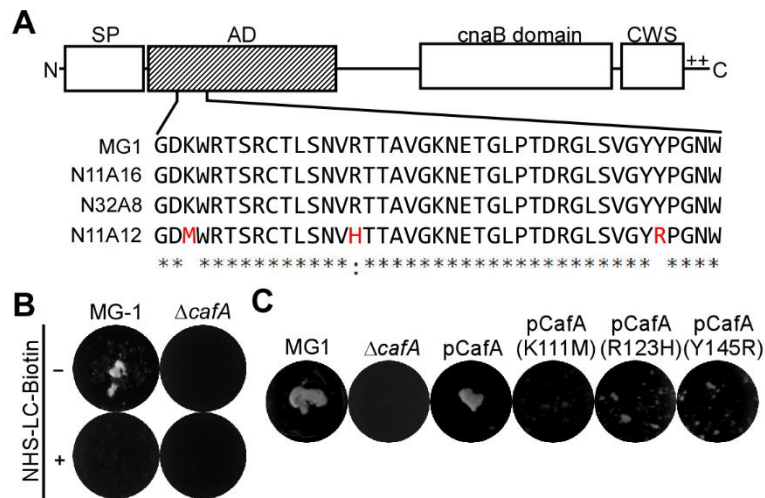 A
SP AD cnaB domain CWS
N ++ C
MG1 GDKWRTSRCTLSNVRTTAVGKNETGLPTDRGLSVGYYPGNW
N11A16 GDKWRTSRCTLSNVRTTAVGKNETGLPTDRGLSVGYYPGNW
N32A8 GDKWRTSRCTLSNVRTTAVGKNETGLPTDRGLSVGYYPGNW
N11A12 GDMWRTSRCTLSNVHTTAVGKNETGLPTDRGLSVGYRPGNW
** ***********:********************* ****
B
MG-1 ΔcafA
NHS-LC-Biotin
–
+
C
MG1 ΔcafA pCafA pCafA (K111M) pCafA (R123H) pCafA (Y145R)